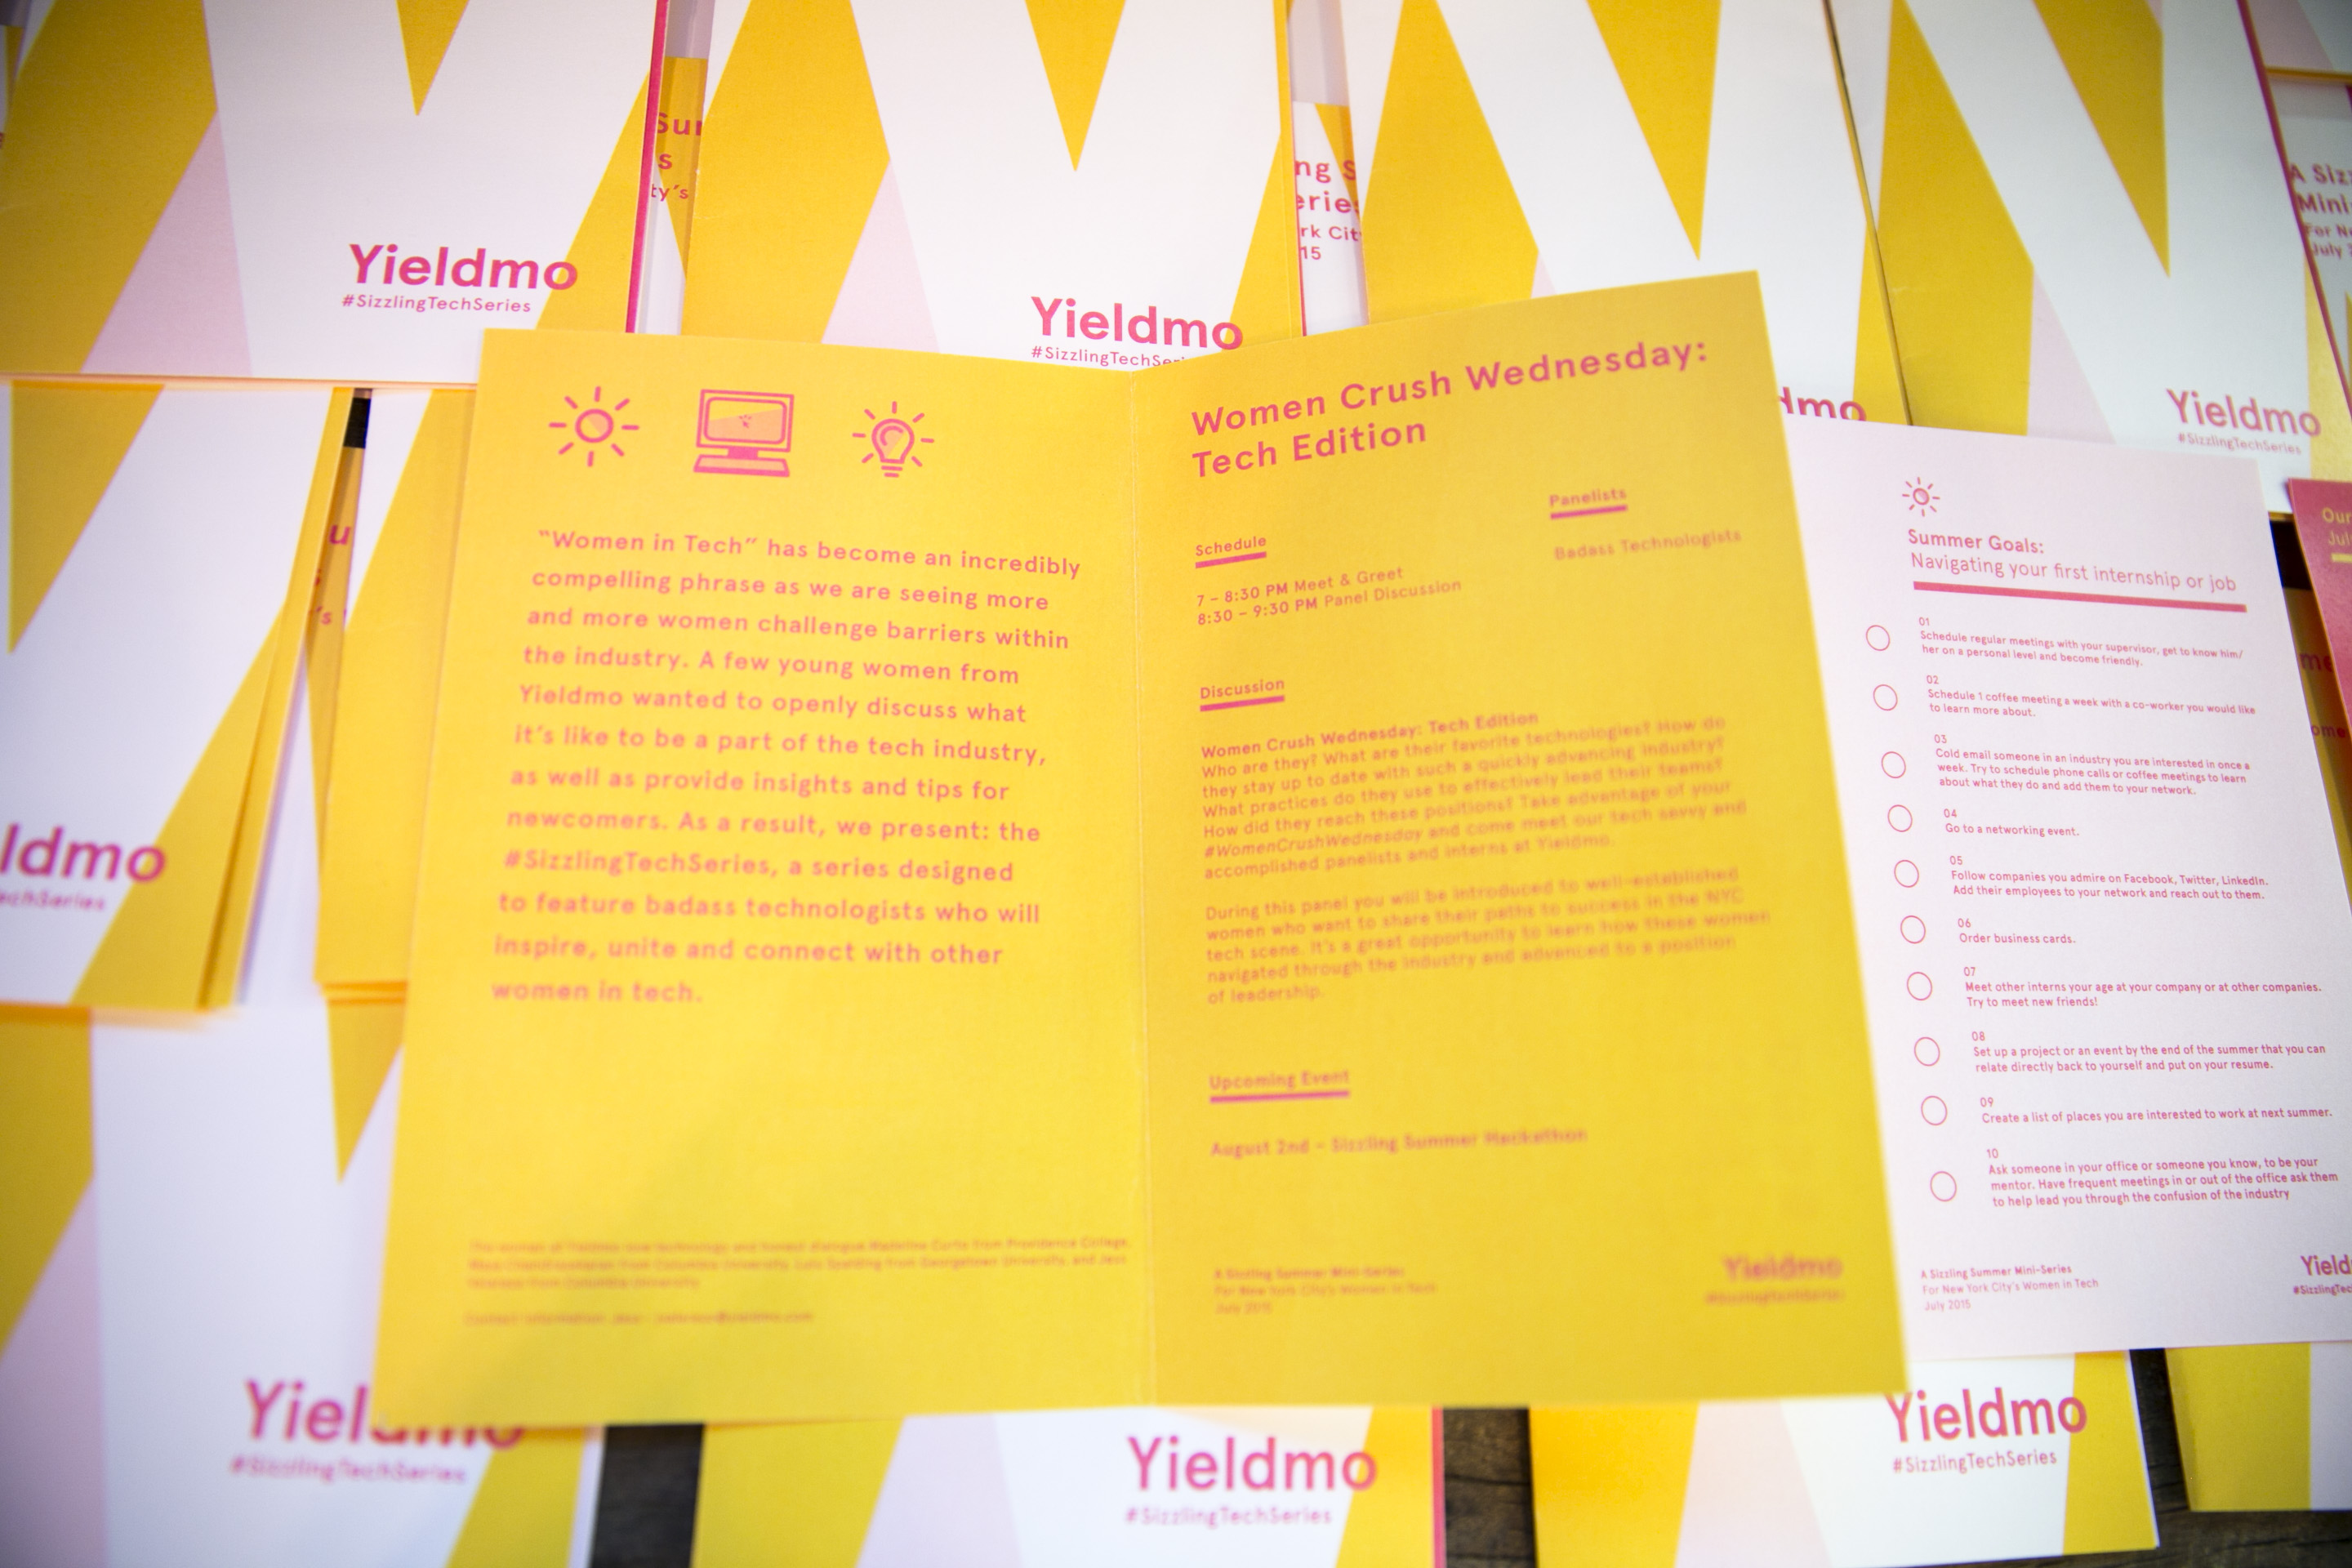 Yieldmo
#SizzlingTechSeries
Sur
s
ty's
Yieldmo
#SizzlingTechSe
ng S
erie
rk Cit
15
dmo
Yieldmo
#SizzlingTechSeries
A Siz
Mini-
For Ne
July
ldmo
echSeries
u
s
's
“Women in Tech” has become an incredibly
compelling phrase as we are seeing more
and more women challenge barriers within
the industry. A few young women from
Yieldmo wanted to openly discuss what
it's like to be a part of the tech industry,
as well as provide insights and tips for
newcomers. As a result, we present: the
#SizzlingTechSeries, a series designed
to feature badass technologists who will
inspire, unite and connect with other
women in tech.
Women Crush Wednesday:
Tech Edition
Schedule
7 – 8:30 PM Meet & Greet
8:30 – 9:30 PM Panel Discussion
Panelists
Badass Technologists
Discussion
Women Crush Wednesday: Tech Edition
Who are they? What are their favorite technologies? How do
they stay up to date with such a quickly advancing industry?
What practices do they use to effectively lead their teams?
How did they reach these positions? Take advantage of your
#WomenCrushWednesday and come meet our tech savvy and
accomplished panelists and interns at Yieldmo.
During this panel you will be introduced to well-established
women who want to share their paths to success in the NYC
tech scene. It's a great opportunity to learn how these women
navigated through the industry and advanced to a position
of leadership.
Upcoming Event
August 2nd – Sizzling Summer Hackathon
A Sizzling Summer Mini-Series
For New York City's Women in Tech
July 2015
Yieldmo
#SizzlingTechSeries
Summer Goals:
Navigating your first internship or job
01
Schedule regular meetings with your supervisor, get to know him/
her on a personal level and become friendly.
02
Schedule 1 coffee meeting a week with a co-worker you would like
to learn more about.
03
Cold email someone in an industry you are interested in once a
week. Try to schedule phone calls or coffee meetings to learn
about what they do and add them to your network.
04
Go to a networking event.
05
Follow companies you admire on Facebook, Twitter, LinkedIn.
Add their employees to your network and reach out to them.
06
Order business cards.
07
Meet other interns your age at your company or at other companies.
Try to meet new friends!
08
Set up a project or an event by the end of the summer that you can
relate directly back to yourself and put on your resume.
09
Create a list of places you are interested to work at next summer.
10
Ask someone in your office or someone you know, to be your
mentor. Have frequent meetings in or out of the office ask them
to help lead you through the confusion of the industry
A Sizzling Summer Mini-Series
For New York City's Women in Tech
July 2015
Yield
#SizzlingTec
Our
Jul
Yieldmo
#SizzlingTechSeries
Yieldmo
#SizzlingTechSeries
Yieldmo
#SizzlingTechSeries